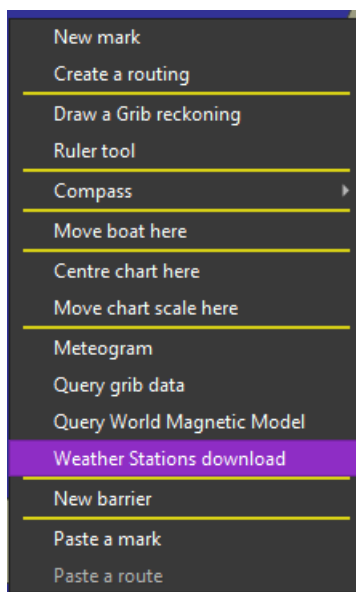 New mark
Create a routing
Draw a Grib reckoning
Ruler tool
Compass
Move boat here
Centre chart here
Move chart scale here
Meteogram
Query grib data
Query World Magnetic Model
Weather Stations download
New barrier
Paste a mark
Paste a route